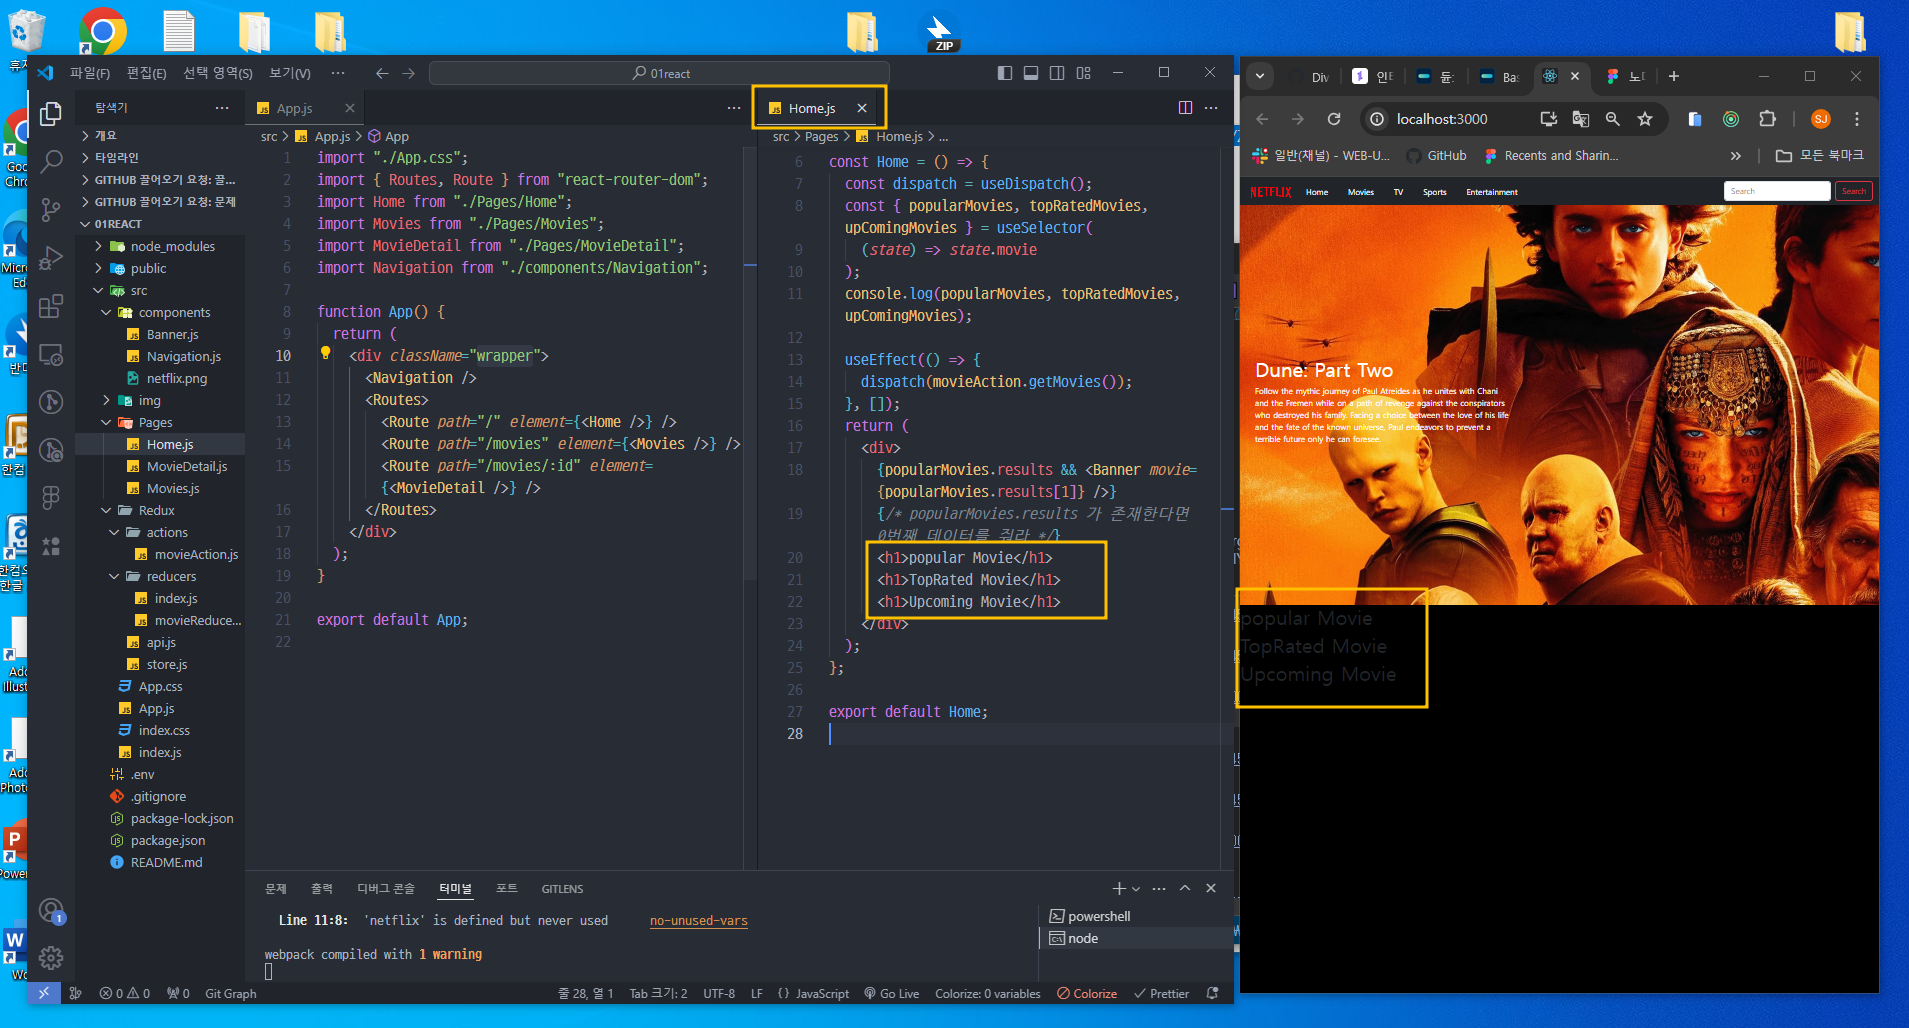 ZIP
파일(F) 편집(E) 선택 영역(S) 보기(V) ··· 01react
탐색기 ···
개요
타임라인
GITHUB 끌어오기 요청: 끌...
GITHUB 끌어오기 요청: 문제
01REACT
node_modules
public
src
components
Banner.js
Navigation.js
netflix.png
img
Pages
Home.js
MovieDetail.js
Movies.js
Redux
actions
movieAction.js
reducers
index.js
movieReduce...
api.js
store.js
App.css
App.js
index.css
index.js
.env
.gitignore
package-lock.json
package.json
README.md
App.js
src > App.js > App
1 import "./App.css";
2 import { Routes, Route } from "react-router-dom";
3 import Home from "./Pages/Home";
4 import Movies from "./Pages/Movies";
5 import MovieDetail from "./Pages/MovieDetail";
6 import Navigation from "./components/Navigation";
7
8 function App() {
9 return (
10 <div className="wrapper">
11 <Navigation />
12 <Routes>
13 <Route path="/" element={<Home />} />
14 <Route path="/movies" element={<Movies />} />
15 <Route path="/movies/:id" element=
{<MovieDetail />} />
16 </Routes>
17 </div>
18 );
19 }
20
21 export default App;
22
Home.js
src > Pages > Home.js > ...
6 const Home = () => {
7 const dispatch = useDispatch();
8 const { popularMovies, topRatedMovies,
upComingMovies } = useSelector(
9 (state) => state.movie
10 );
11 console.log(popularMovies, topRatedMovies,
upComingMovies);
12
13 useEffect(() => {
14 dispatch(movieAction.getMovies());
15 }, []);
16 return (
17 <div>
18 {popularMovies.results && <Banner movie=
{popularMovies.results[1]} />}
19 {/* popularMovies.results 가 존재한다면
0번째 데이터를 줘라 */}
20 <h1>popular Movie</h1>
21 <h1>TopRated Movie</h1>
22 <h1>Upcoming Movie</h1>
23 </div>
24 );
25 };
26
27 export default Home;
28
문제 출력 디버그 콘솔 터미널 포트 GITLENS
Line 11:8: 'netflix' is defined but never used no-unused-vars
webpack compiled with 1 warning
powershell
node
0 0 0 Git Graph 줄 28, 열 1 Tab 크기: 2 UTF-8 LF {} JavaScript Go Live Colorize: 0 variables Colorize Prettier
localhost:3000
SJ
일반(채널) - WEB-U... GitHub Recents and Sharin... » 모든 북마크
NETFLIX Home Movies TV Sports Entertainment Search Search
Dune: Part Two
Follow the mythic journey of Paul Atreides as he unites with Chani
and the Fremen while on a path of revenge against the conspirators
who destroyed his family. Facing a choice between the love of his life
and the fate of the known universe, Paul endeavors to prevent a
terrible future only he can foresee.
popular Movie
TopRated Movie
Upcoming Movie